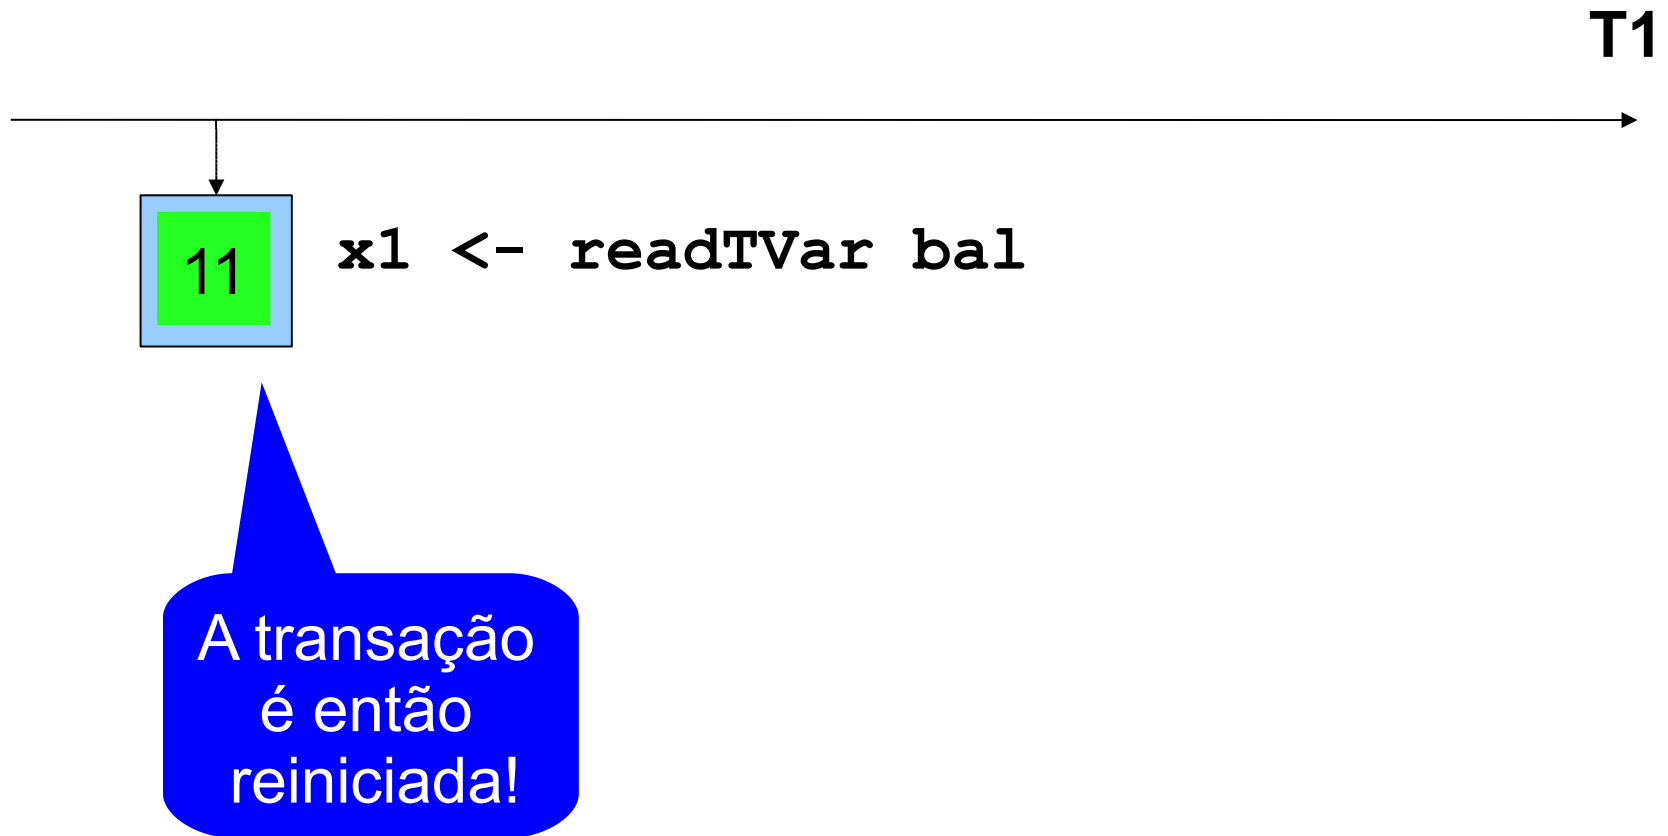 T1
11
x1 <- readTVar bal
A transação
é então
reiniciada!